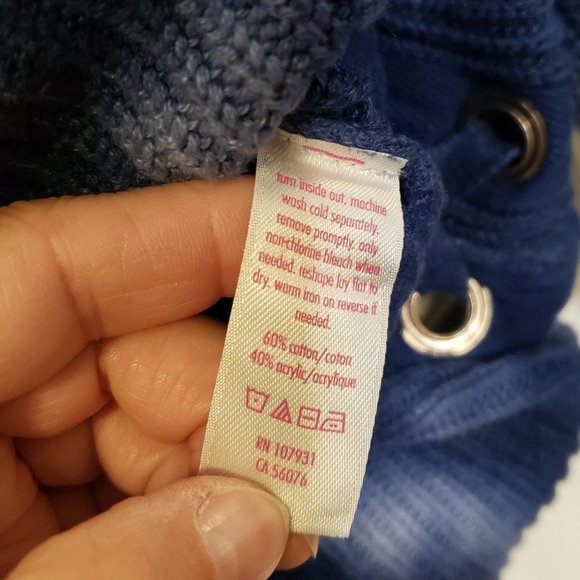 turn inside out. machine
wash cold separately.
remove promptly. only
non-chlorine bleach when
needed. reshape lay flat to
dry. warm iron on reverse if
needed.
60% cotton/coton
40% acrylic/acrylique
RN 107931
CA 56076